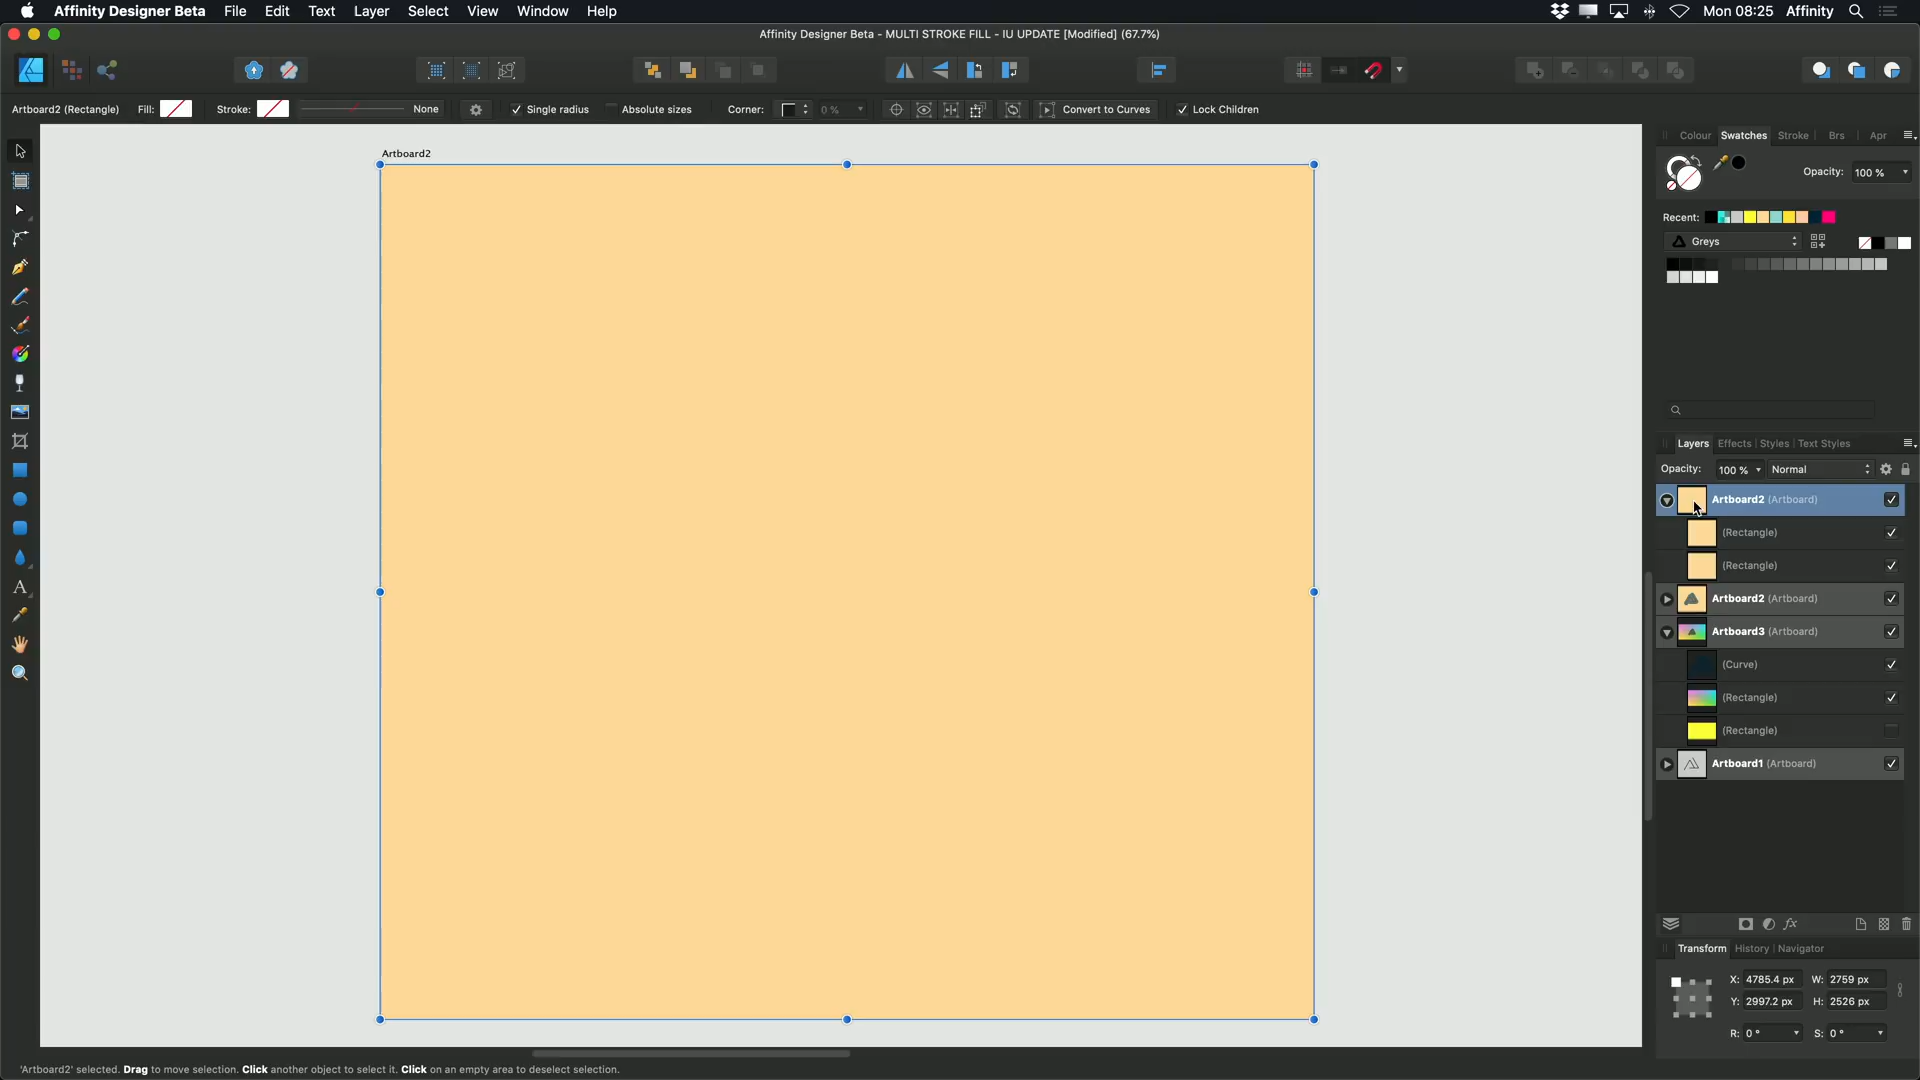 Affinity Designer Beta File Edit Text Layer Select View Window Help Mon 08:25 Affinity
Affinity Designer Beta - MULTI STROKE FILL - IU UPDATE [Modified] (67.7%)
Artboard2 (Rectangle) Fill: Stroke: None Single radius Absolute sizes Corner: 0 % Convert to Curves Lock Children
Artboard2
Colour Swatches Stroke Brs Apr
Opacity: 100 %
Recent:
Greys
Layers Effects Styles Text Styles
Opacity: 100 % Normal
Artboard2 (Artboard)
(Rectangle)
(Rectangle)
Artboard2 (Artboard)
Artboard3 (Artboard)
(Curve)
(Rectangle)
(Rectangle)
Artboard1 (Artboard)
fx
Transform History Navigator
X: 4785.4 px W: 2759 px
Y: 2997.2 px H: 2526 px
R: 0 ° S: 0 °
'Artboard2' selected. Drag to move selection. Click another object to select it. Click on an empty area to deselect selection.